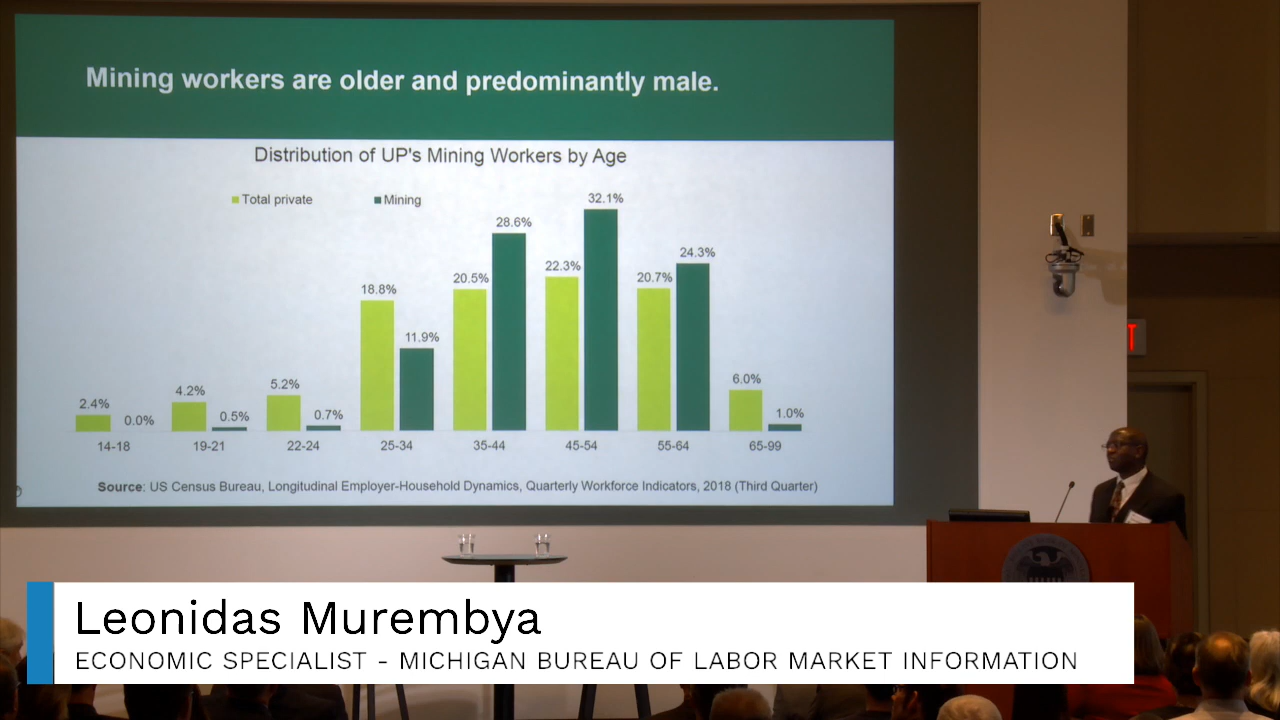 Mining workers are older and predominantly male.
Distribution of UP's Mining Workers by Age
Total private Mining
32.1%
28.6%
24.3%
22.3%
20.5% 20.7%
18.8%
11.9%
6.0%
5.2%
4.2%
2.4% 0.0% 0.5% 0.7% 1.0%
14-18 19-21 22-24 25-34 35-44 45-54 55-64 65-99
Source: US Census Bureau, Longitudinal Employer-Household Dynamics, Quarterly Workforce Indicators, 2018 (Third Quarter)
Leonidas Murembya
ECONOMIC SPECIALIST - MICHIGAN BUREAU OF LABOR MARKET INFORMATION